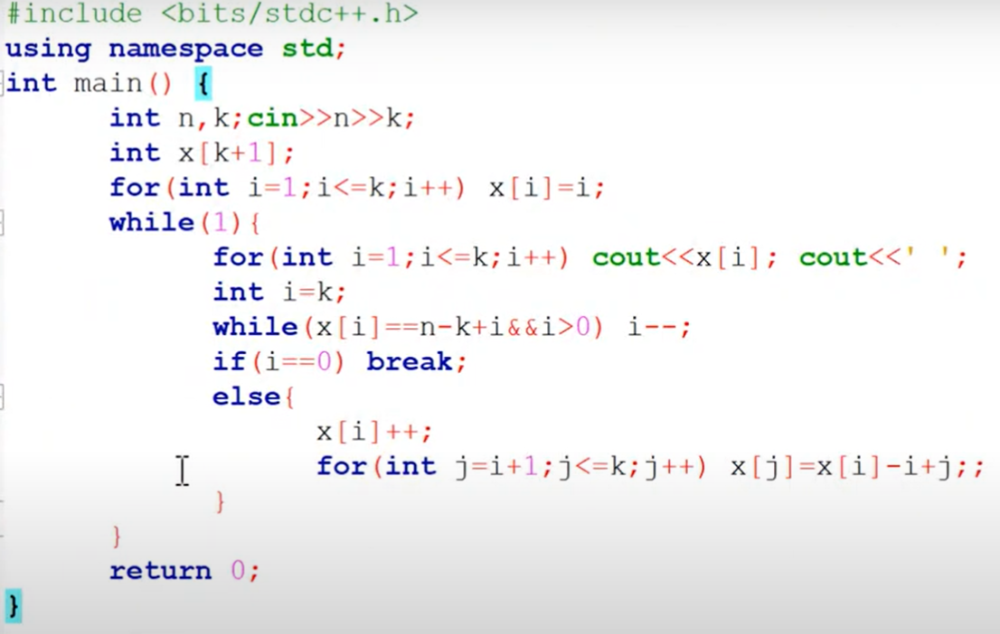 #include <bits/stdc++.h>
using namespace std;
int main() {
int n,k;cin>>n>>k;
int x[k+1];
for(int i=1;i<=k;i++) x[i]=i;
while(1){
for(int i=1;i<=k;i++) cout<<x[i]; cout<<' ';
int i=k;
while(x[i]==n-k+i&&i>0) i--;
if(i==0) break;
else{
x[i]++;
for(int j=i+1;j<=k;j++) x[j]=x[i]-i+j;;
}
}
return 0;
}